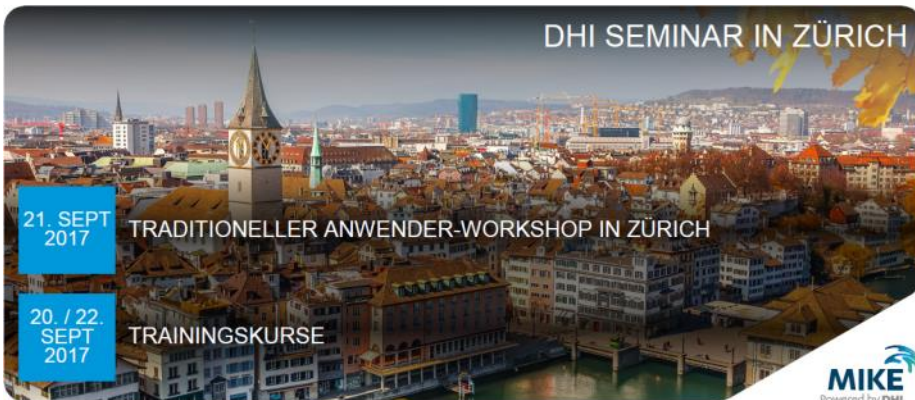 DHI SEMINAR IN ZÜRICH
21. SEPT
2017
TRADITIONELLER ANWENDER-WORKSHOP IN ZÜRICH
20. / 22.
SEPT
2017
TRAININGSKURSE
MIKE
Powered by DHI